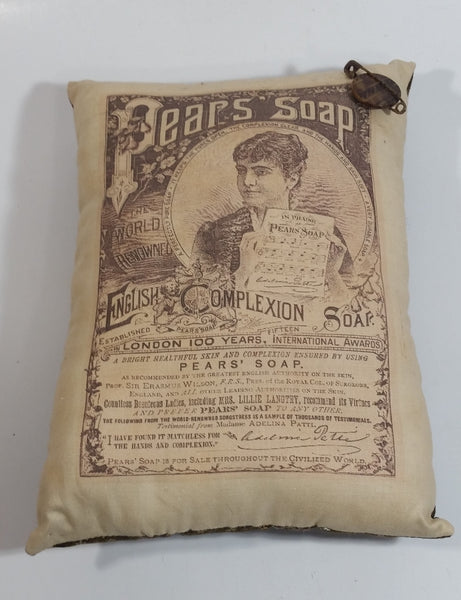 Pears' Soap
IN PRAISE
OF
PEARS' SOAP
THE
WORLD
RENOWNED
ENGLISH COMPLEXION SOAP.
PEARS' SOAP
ESTABLISHED FIFTEEN
IN LONDON 100 YEARS, INTERNATIONAL AWARDS
A BRIGHT HEALTHFUL SKIN AND COMPLEXION ENSURED BY USING
PEARS' SOAP.
AS RECOMMENDED BY THE GREATEST ENGLISH AUTHORITY ON THE SKIN,
PROF. SIR ERASMUS WILSON, F.R.S., PRES. OF THE ROYAL COL. OF SURGEONS,
ENGLAND, AND ALL OTHER LEADING AUTHORITIES ON THE SKIN.
Countless Beauteous Ladies, including MRS. LILLIE LANGTRY, recommend its Virtues
AND PREFER PEARS' SOAP TO ANY OTHER.
THE FOLLOWING FROM THE WORLD-RENOWNED SONGSTRESS IS A SAMPLE OF THOUSANDS OF TESTIMONIALS.
Testimonial from Madame ADELINA PATTI.
"I HAVE FOUND IT MATCHLESS FOR
THE HANDS AND COMPLEXION."
Adelina Patti
PEARS' SOAP IS FOR SALE THROUGHOUT THE CIVILIZED WORLD.